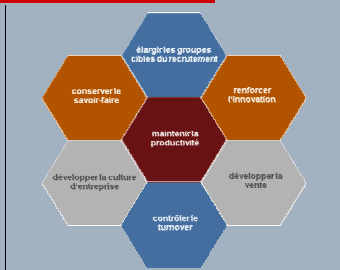 élargir les groupes
cibles du recrutement
conserver le
savoir-faire
renforcer
l'innovation
maintenir la
productivité
développer la culture
d'entreprise
développer la
vente
contrôler le
turnover